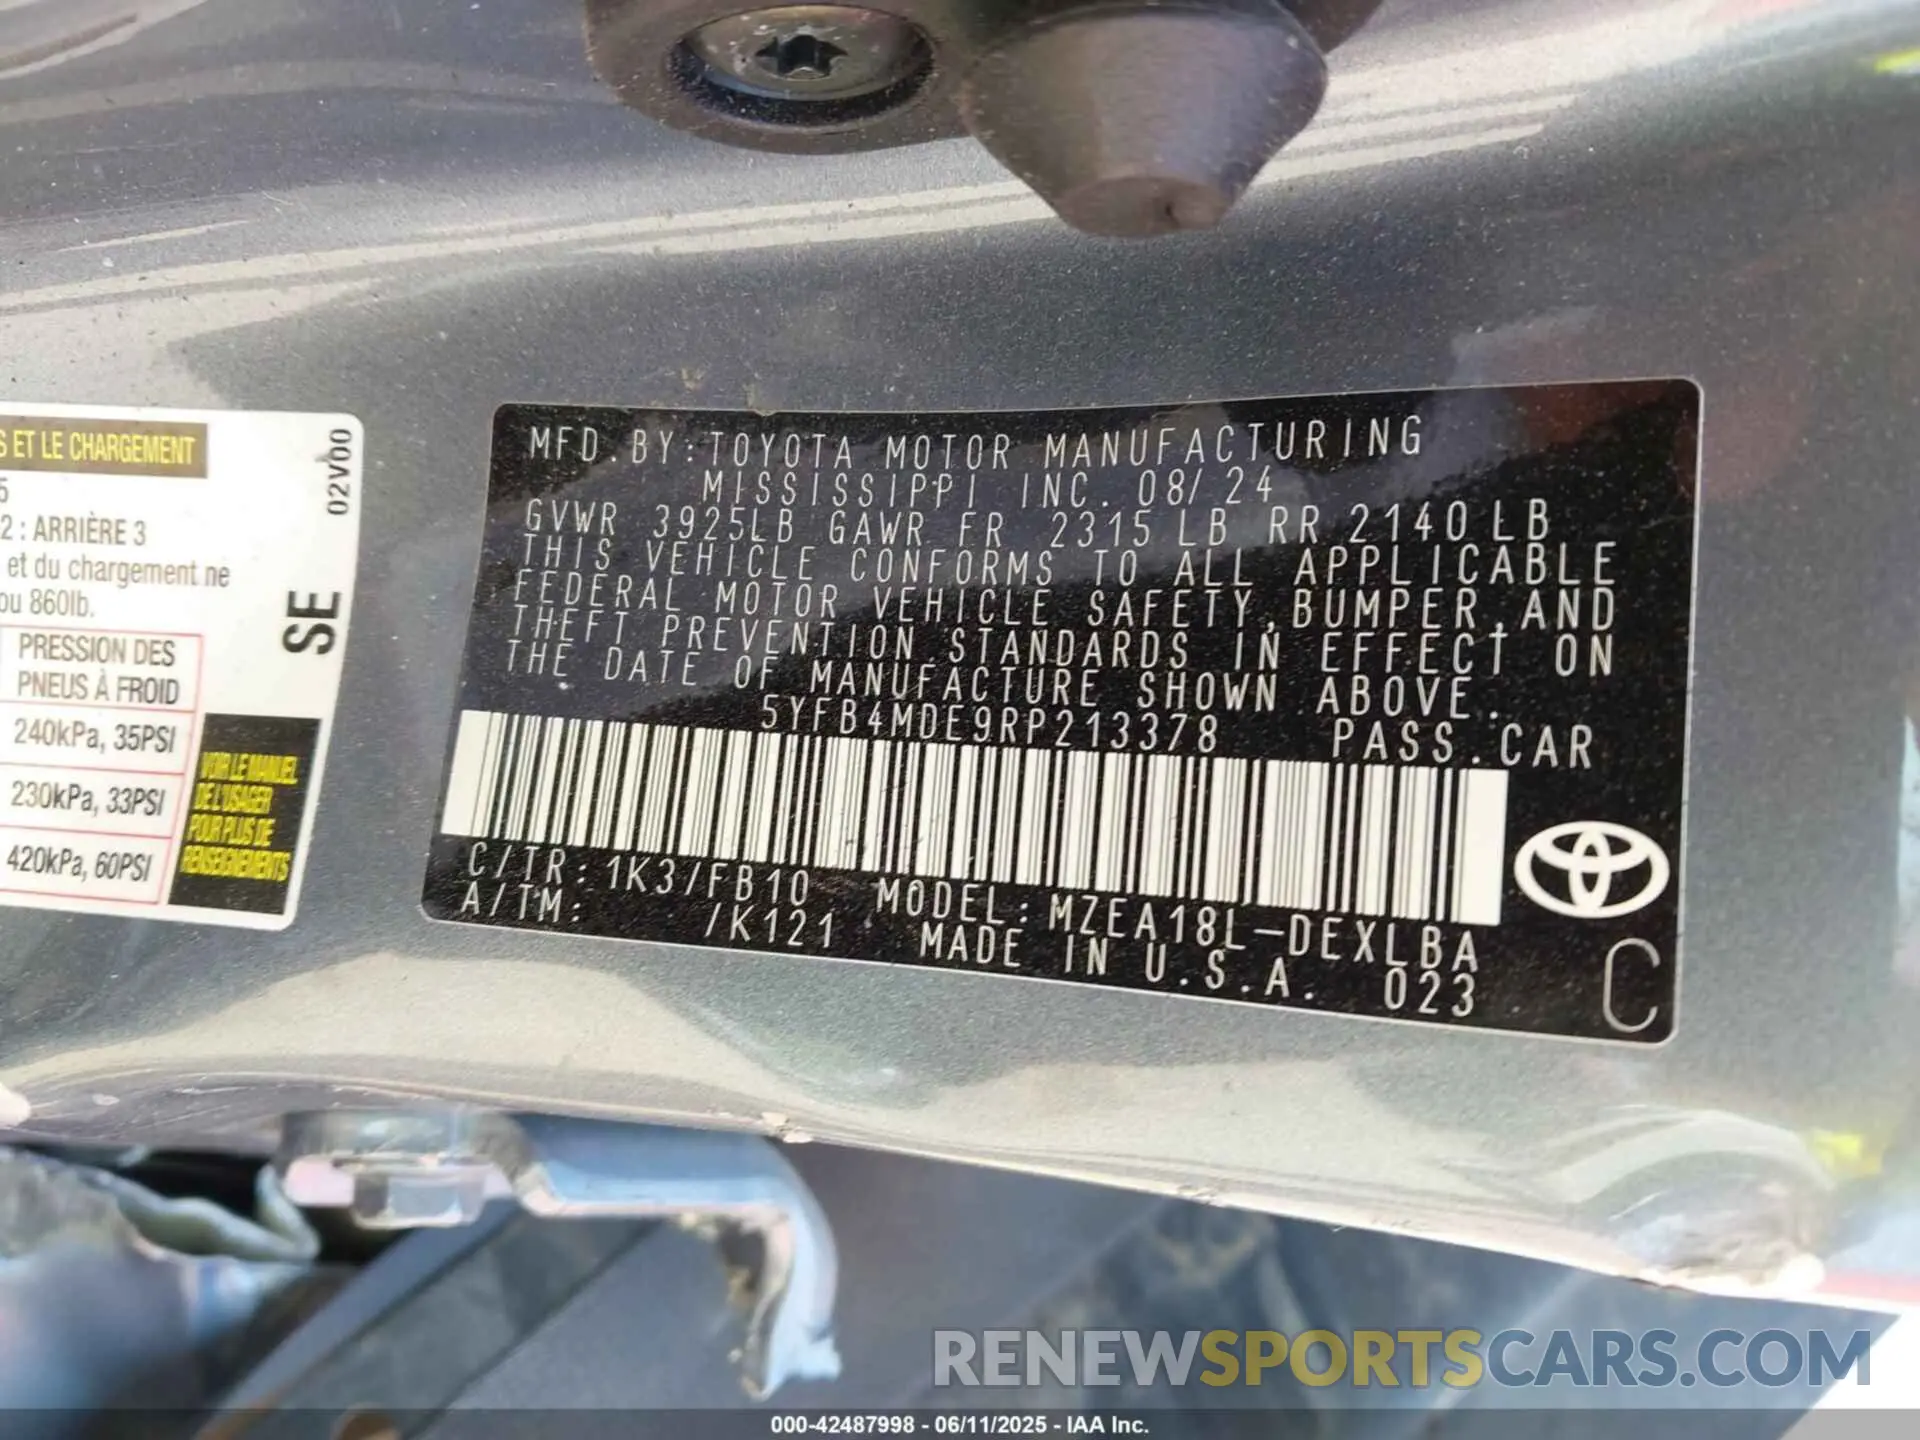 S ET LE CHARGEMENT
5
2 : ARRIÈRE 3
et du chargement ne
ou 860lb.
PRESSION DES
PNEUS À FROID
240kPa, 35PSI
230kPa, 33PSI
420kPa, 60PSI
VOIR LE MANUEL
DE L'USAGER
POUR PLUS DE
RENSEIGNEMENTS
02V00
SE
MFD.BY:TOYOTA MOTOR MANUFACTURING
MISSISSIPPI INC. 08/24
GVWR 3925LB GAWR FR 2315LB RR 2140LB
THIS VEHICLE CONFORMS TO ALL APPLICABLE
FEDERAL MOTOR VEHICLE SAFETY, BUMPER, AND
THEFT PREVENTION STANDARDS IN EFFECT ON
THE DATE OF MANUFACTURE SHOWN ABOVE.
5YFB4MDE9RP213378 PASS.CAR
C/TR: 1K3/FB10 MODEL: MZEA18L-DEXLBA
A/TM: /K121 MADE IN U.S.A. 023
C
RENEWSPORTSCARS.COM
000-42487998 - 06/11/2025 - IAA Inc.